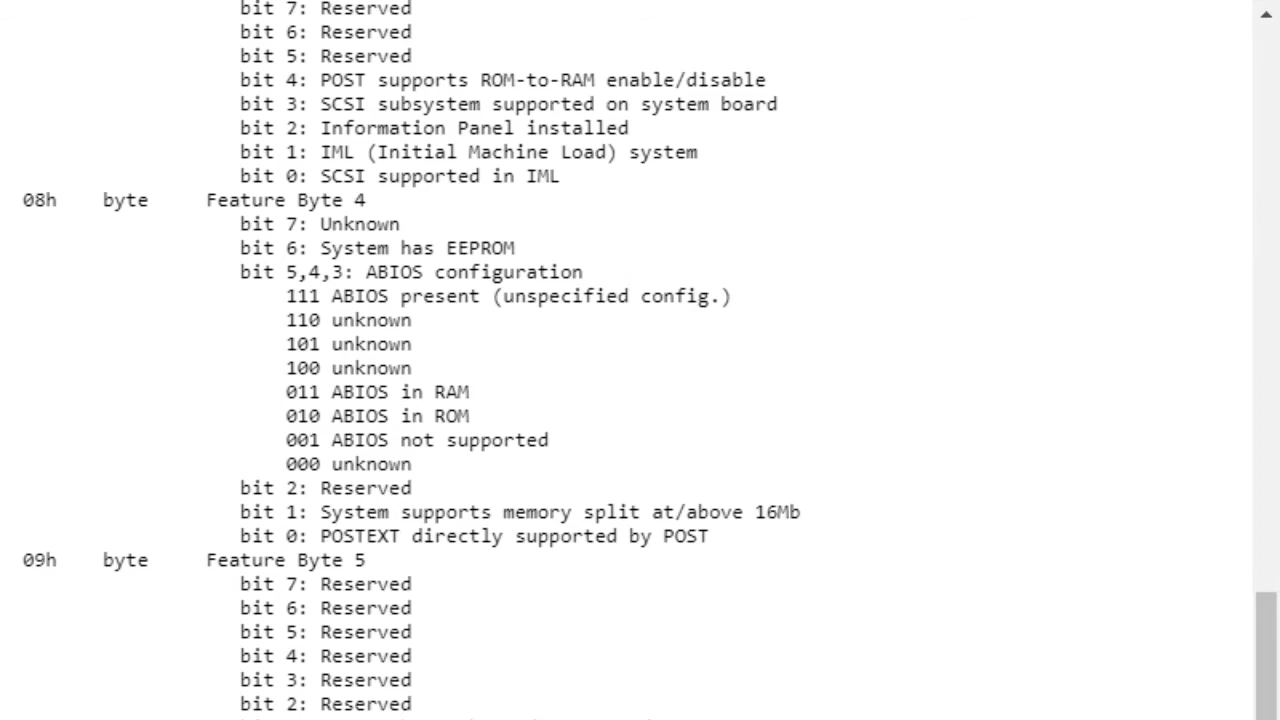 bit 7: Reserved
bit 6: Reserved
bit 5: Reserved
bit 4: POST supports ROM-to-RAM enable/disable
bit 3: SCSI subsystem supported on system board
bit 2: Information Panel installed
bit 1: IML (Initial Machine Load) system
bit 0: SCSI supported in IML
08h byte Feature Byte 4
bit 7: Unknown
bit 6: System has EEPROM
bit 5,4,3: ABIOS configuration
111 ABIOS present (unspecified config.)
110 unknown
101 unknown
100 unknown
011 ABIOS in RAM
010 ABIOS in ROM
001 ABIOS not supported
000 unknown
bit 2: Reserved
bit 1: System supports memory split at/above 16Mb
bit 0: POSTEXT directly supported by POST
09h byte Feature Byte 5
bit 7: Reserved
bit 6: Reserved
bit 5: Reserved
bit 4: Reserved
bit 3: Reserved
bit 2: Reserved